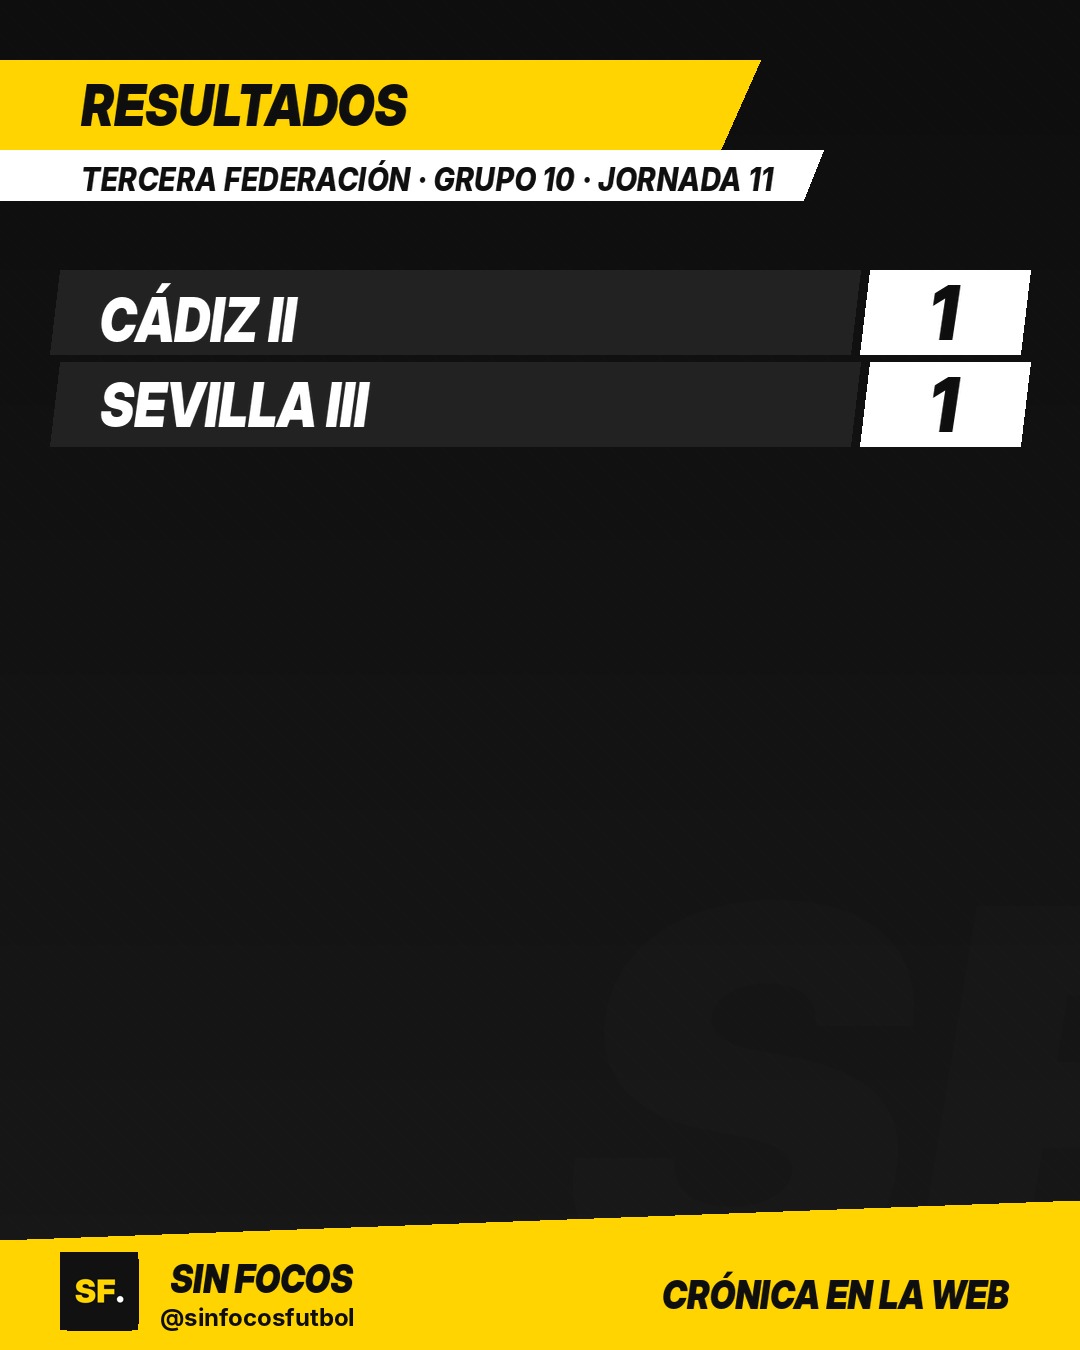 RESULTADOS
TERCERA FEDERACIÓN · GRUPO 10 · JORNADA 11
CÁDIZ II 1
SEVILLA III 1
SF
SF.
SIN FOCOS
@sinfocosfutbol
CRÓNICA EN LA WEB